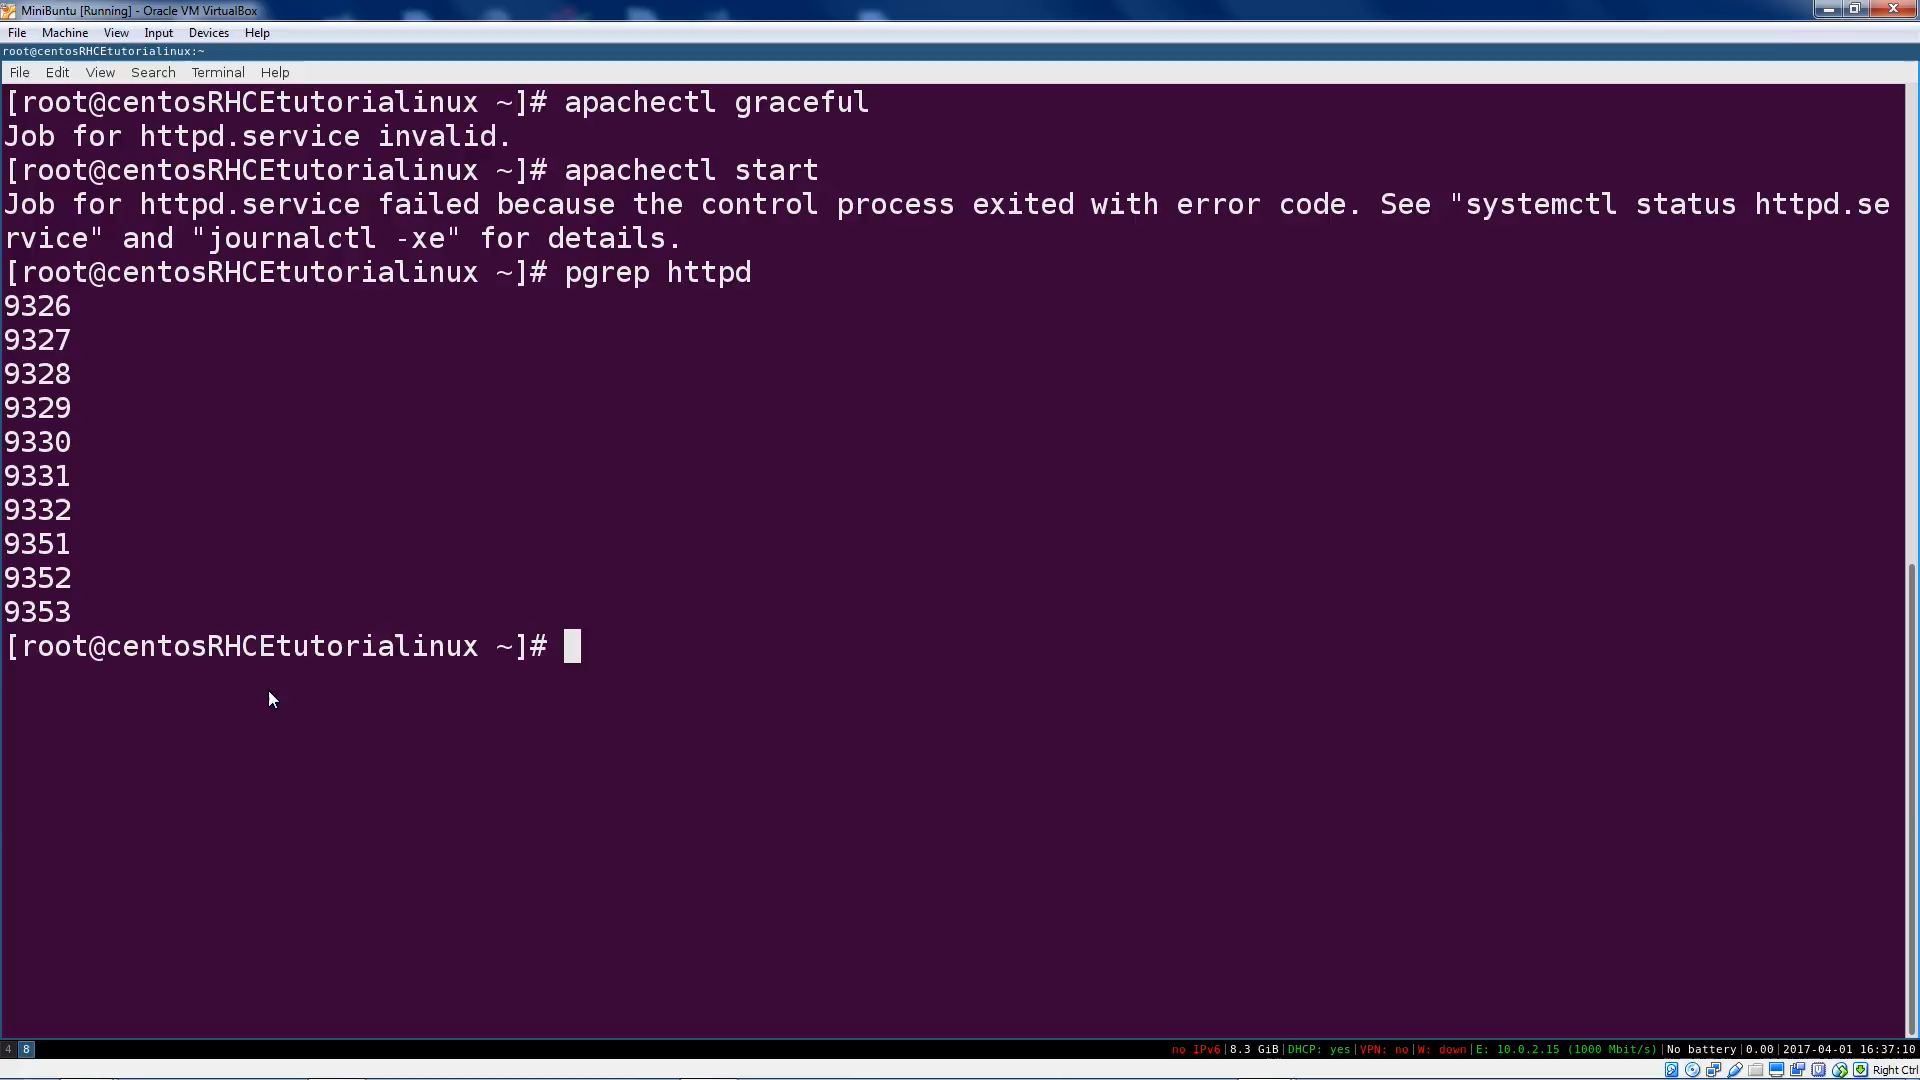 MiniBuntu [Running] - Oracle VM VirtualBox
File Machine View Input Devices Help
root@centosRHCEtutorialinux:~
File Edit View Search Terminal Help
[root@centosRHCEtutorialinux ~]# apachectl graceful
Job for httpd.service invalid.
[root@centosRHCEtutorialinux ~]# apachectl start
Job for httpd.service failed because the control process exited with error code. See "systemctl status httpd.se
rvice" and "journalctl -xe" for details.
[root@centosRHCEtutorialinux ~]# pgrep httpd
9326
9327
9328
9329
9330
9331
9332
9351
9352
9353
[root@centosRHCEtutorialinux ~]#
4 8 no IPv6|8.3 GiB|DHCP: yes|VPN: no|W: down|E: 10.0.2.15 (1000 Mbit/s)|No battery|0.00|2017-04-01 16:37:10
Right Ctrl